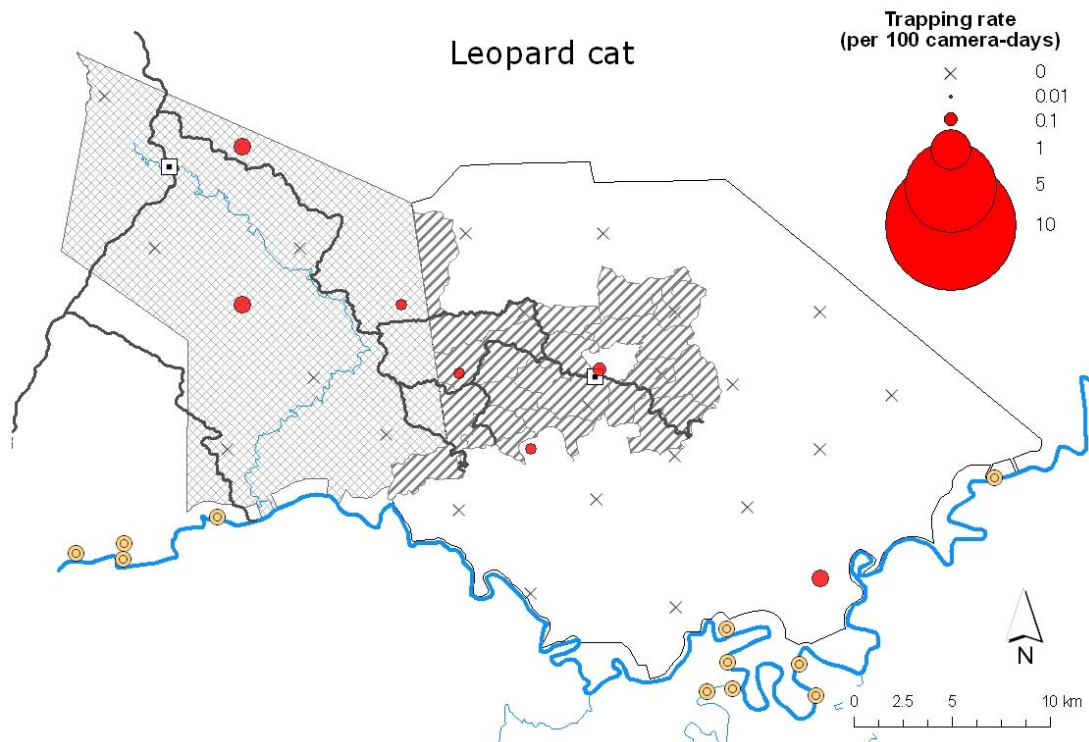 Leopard cat
Trapping rate
(per 100 camera-days)
0
0.01
0.1
1
5
10
N
0 2.5 5 10 km